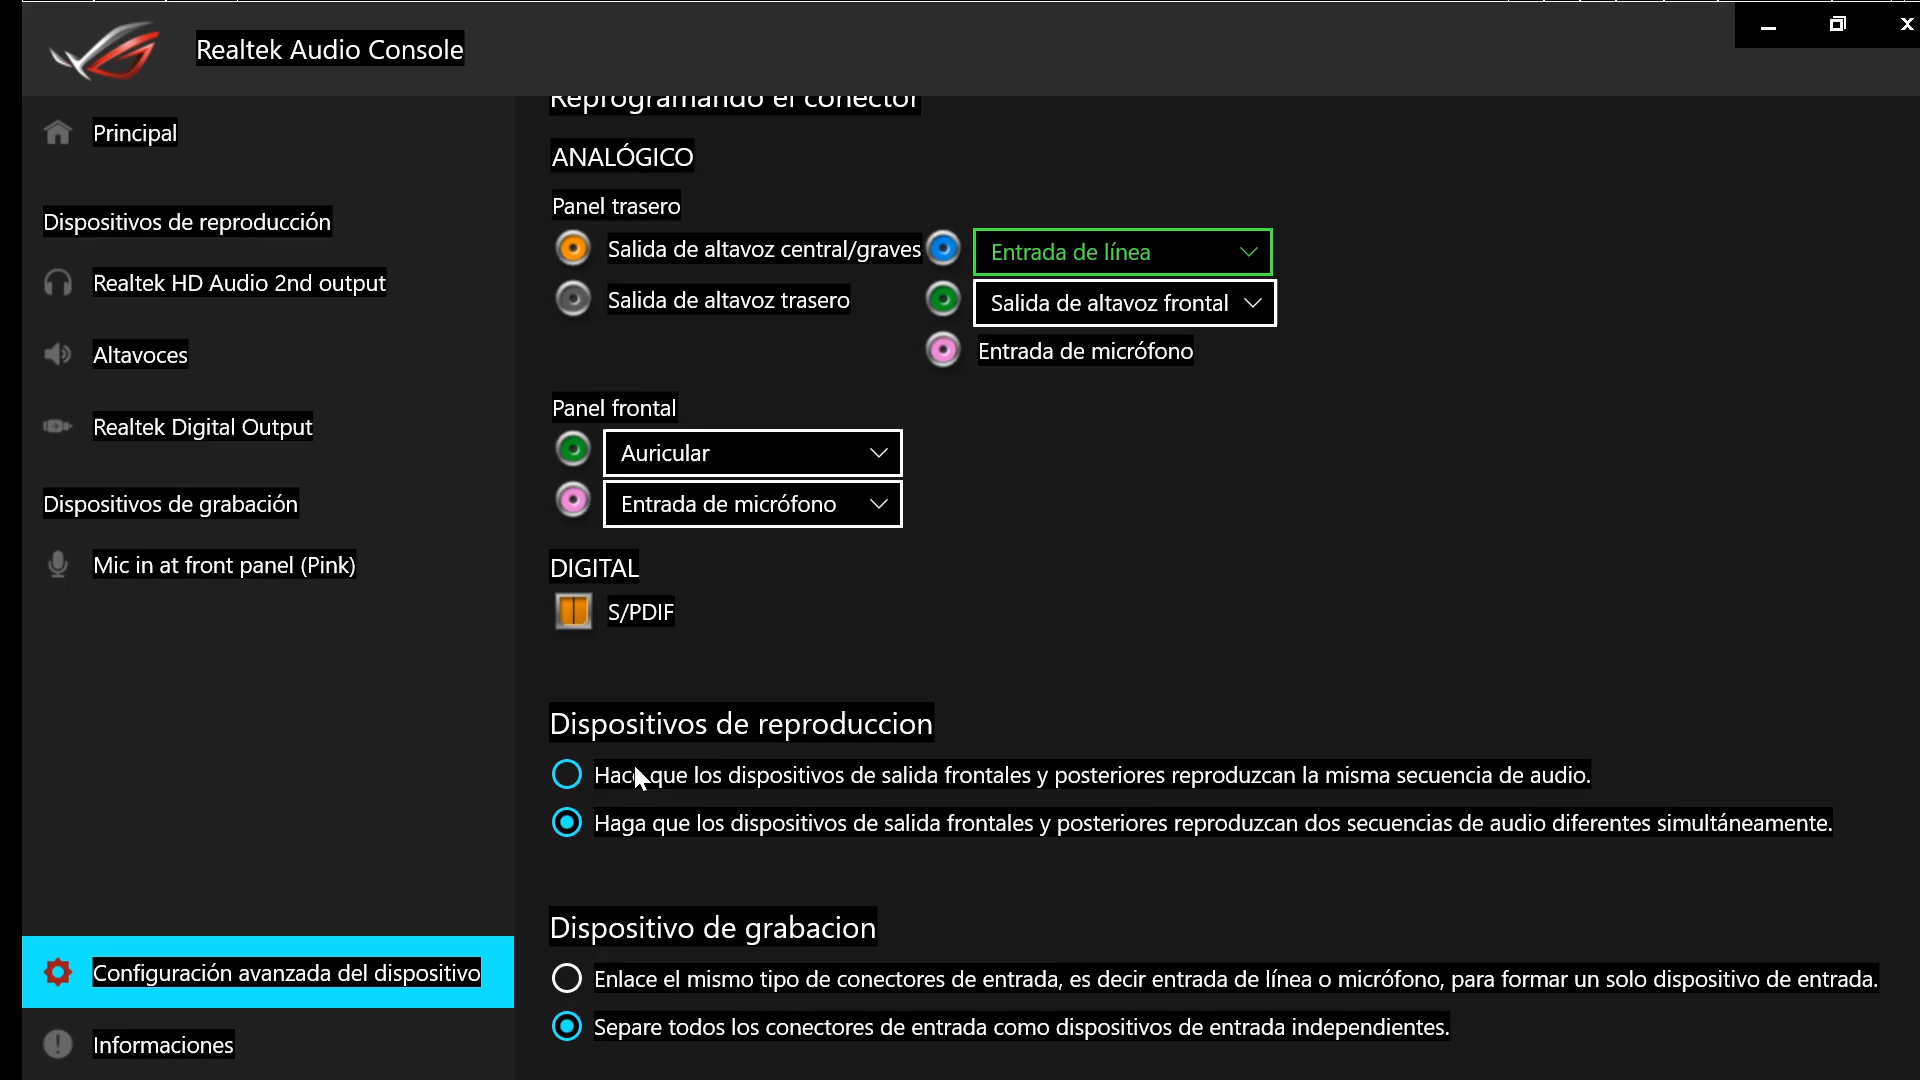 Realtek Audio Console
Principal
Dispositivos de reproducción
Realtek HD Audio 2nd output
Altavoces
Realtek Digital Output
Dispositivos de grabación
Mic in at front panel (Pink)
Configuración avanzada del dispositivo
Informaciones
Reprogramando el conector
ANALÓGICO
Panel trasero
Salida de altavoz central/graves Entrada de línea
Salida de altavoz trasero Salida de altavoz frontal
Entrada de micrófono
Panel frontal
Auricular
Entrada de micrófono
DIGITAL
S/PDIF
Dispositivos de reproduccion
que los dispositivos de salida frontales y posteriores reproduzcan la misma secuencia de audio.
Haga que los dispositivos de salida frontales y posteriores reproduzcan dos secuencias de audio diferentes simultáneamente.
Dispositivo de grabacion
Enlace el mismo tipo de conectores de entrada, es decir entrada de línea o micrófono, para formar un solo dispositivo de entrada.
Separe todos los conectores de entrada como dispositivos de entrada independientes.